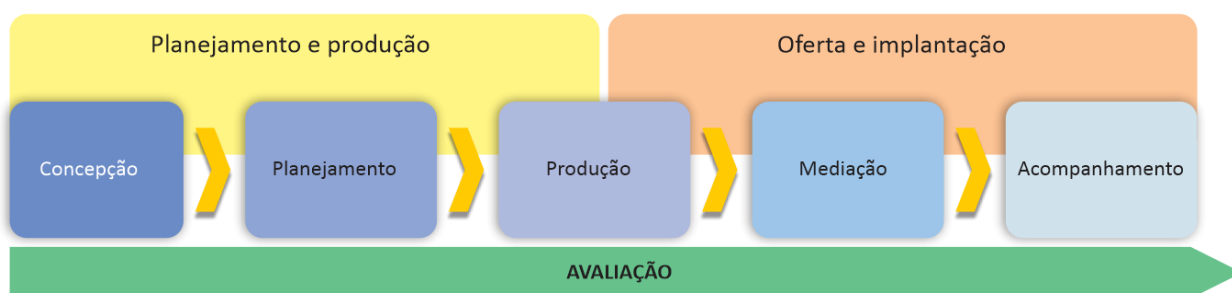 Planejamento e produção
Oferta e implantação
Concepção
Planejamento
Produção
Mediação
Acompanhamento
AVALIAÇÃO